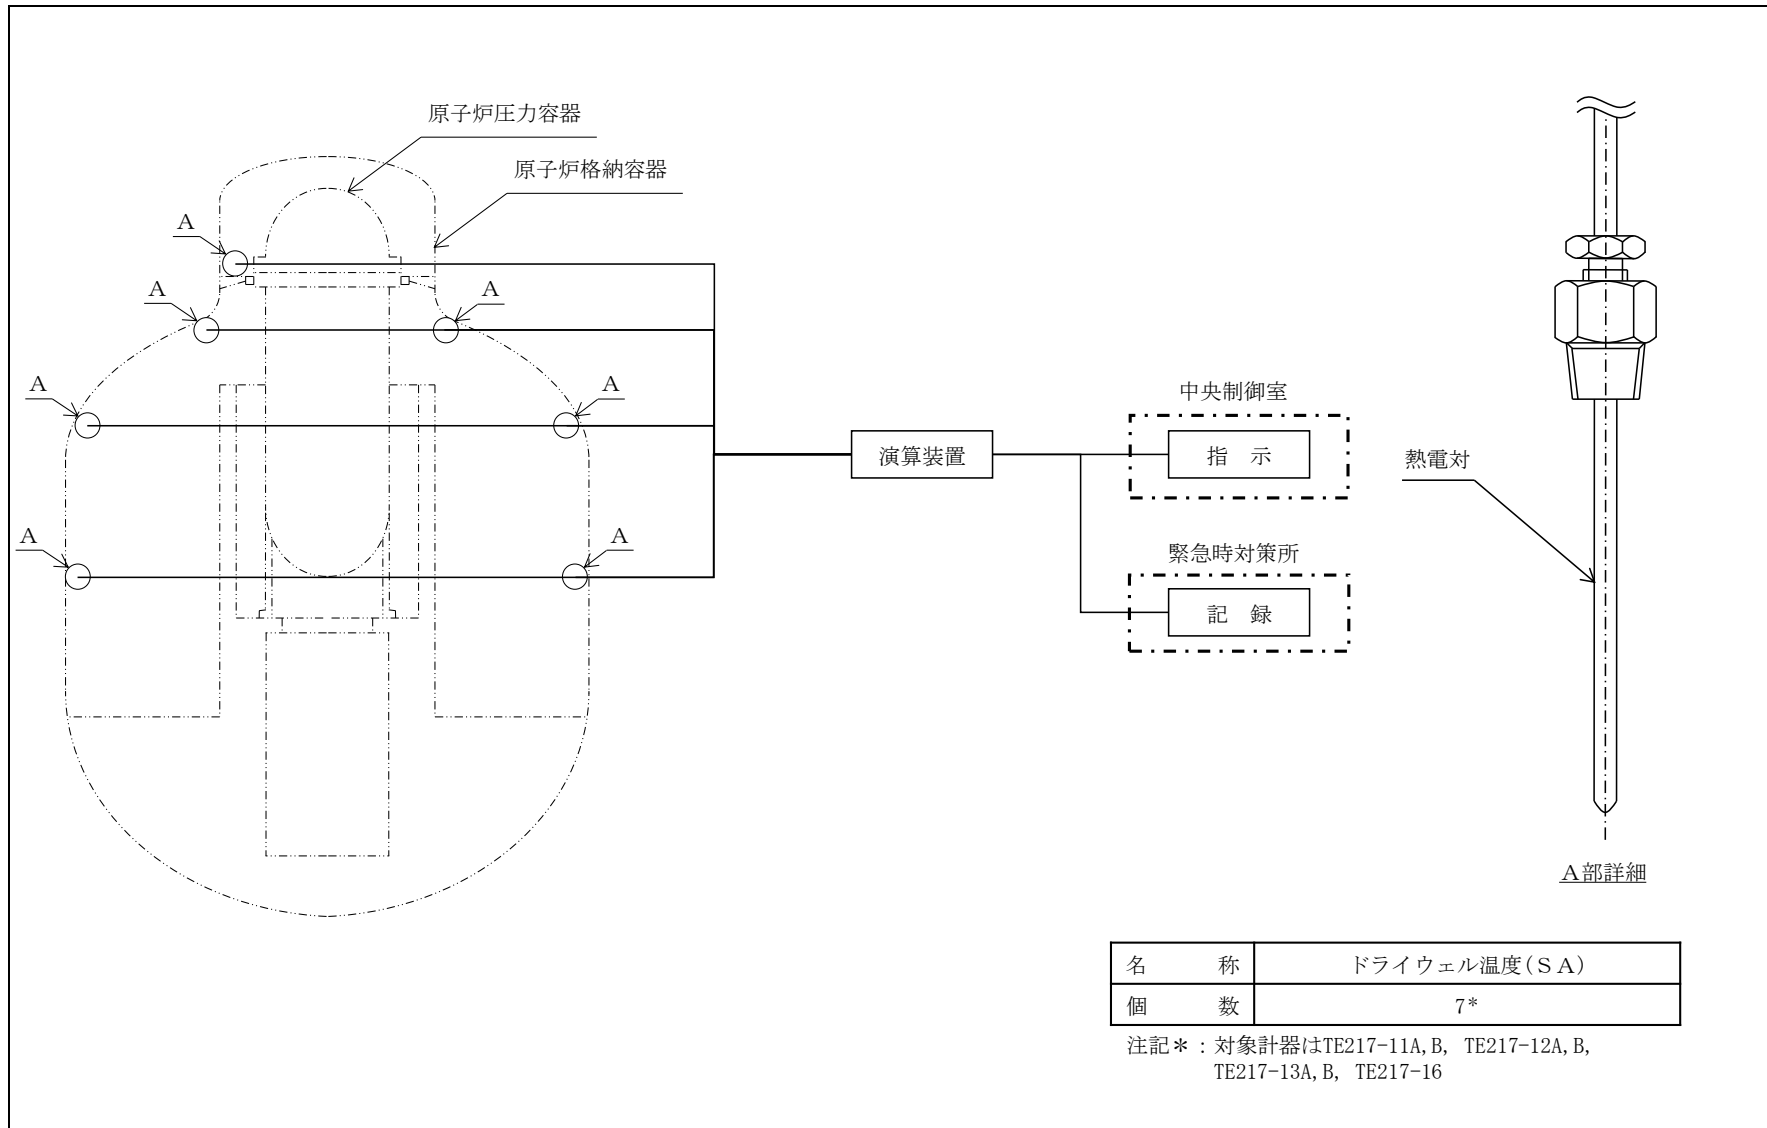 原子炉圧力容器
原子炉格納容器
A
A
A
A
A
A
A
中央制御室
演算装置
指　示
熱電対
緊急時対策所
記　録
A部詳細
名　　称　ドライウェル温度(SA)
個　　数　7*
注記＊：対象計器はTE217-11A,B, TE217-12A,B,
TE217-13A,B, TE217-16